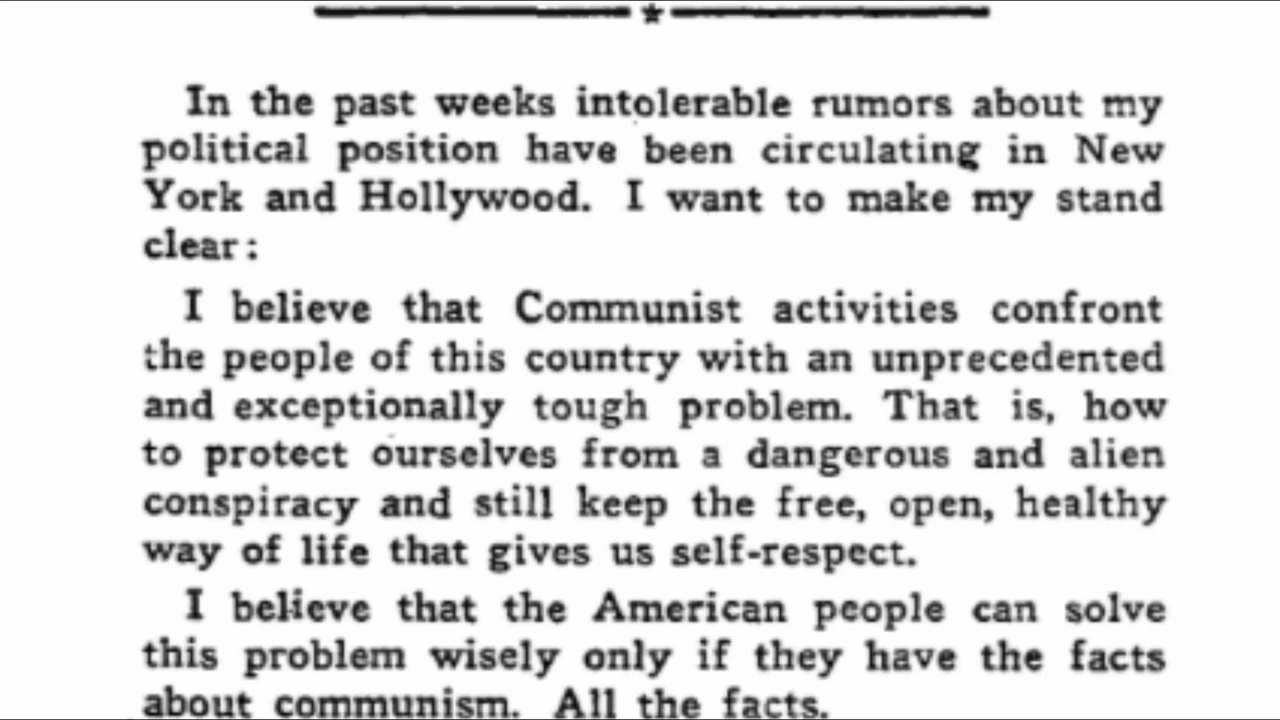 In the past weeks intolerable rumors about my
political position have been circulating in New
York and Hollywood. I want to make my stand
clear:
I believe that Communist activities confront
the people of this country with an unprecedented
and exceptionally tough problem. That is, how
to protect ourselves from a dangerous and alien
conspiracy and still keep the free, open, healthy
way of life that gives us self-respect.
I believe that the American people can solve
this problem wisely only if they have the facts
about communism. All the facts.